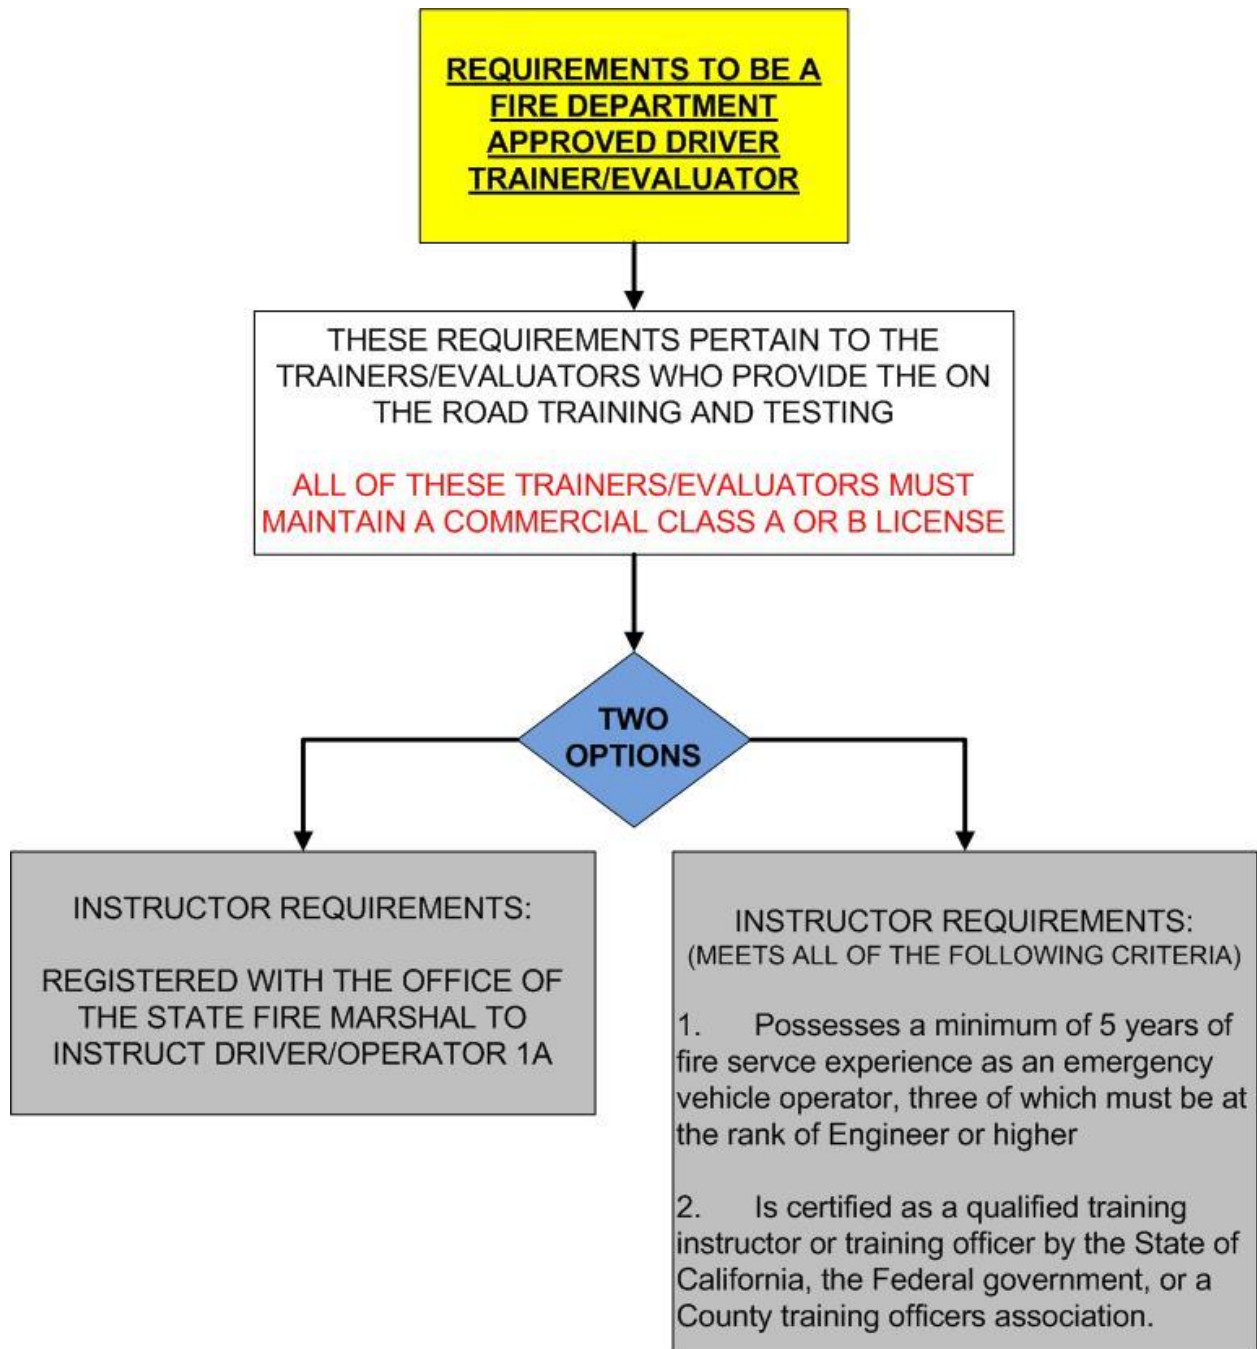 REQUIREMENTS TO BE A
FIRE DEPARTMENT
APPROVED DRIVER
TRAINER/EVALUATOR
THESE REQUIREMENTS PERTAIN TO THE
TRAINERS/EVALUATORS WHO PROVIDE THE ON
THE ROAD TRAINING AND TESTING
ALL OF THESE TRAINERS/EVALUATORS MUST
MAINTAIN A COMMERCIAL CLASS A OR B LICENSE
TWO
OPTIONS
INSTRUCTOR REQUIREMENTS:
REGISTERED WITH THE OFFICE OF
THE STATE FIRE MARSHAL TO
INSTRUCT DRIVER/OPERATOR 1A
INSTRUCTOR REQUIREMENTS:
(MEETS ALL OF THE FOLLOWING CRITERIA)
1. Possesses a minimum of 5 years of
fire servce experience as an emergency
vehicle operator, three of which must be at
the rank of Engineer or higher
2. Is certified as a qualified training
instructor or training officer by the State of
California, the Federal government, or a
County training officers association.